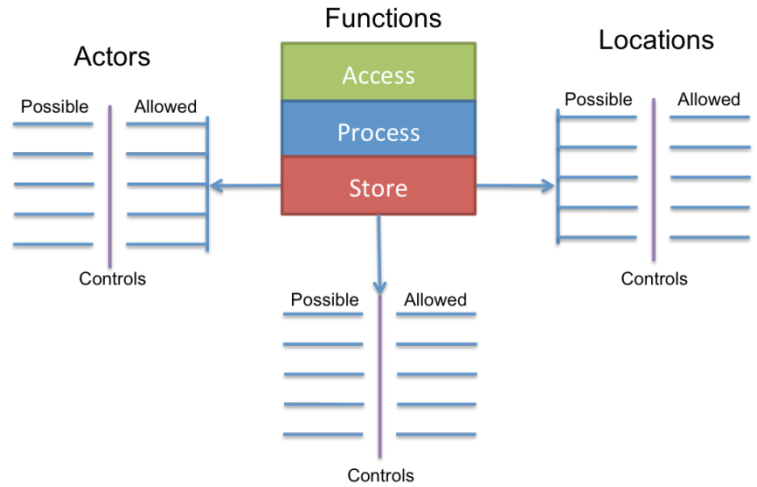 Functions
Actors
Locations
Access
Process
Store
Possible Allowed
Controls
Possible Allowed
Controls
Possible Allowed
Controls